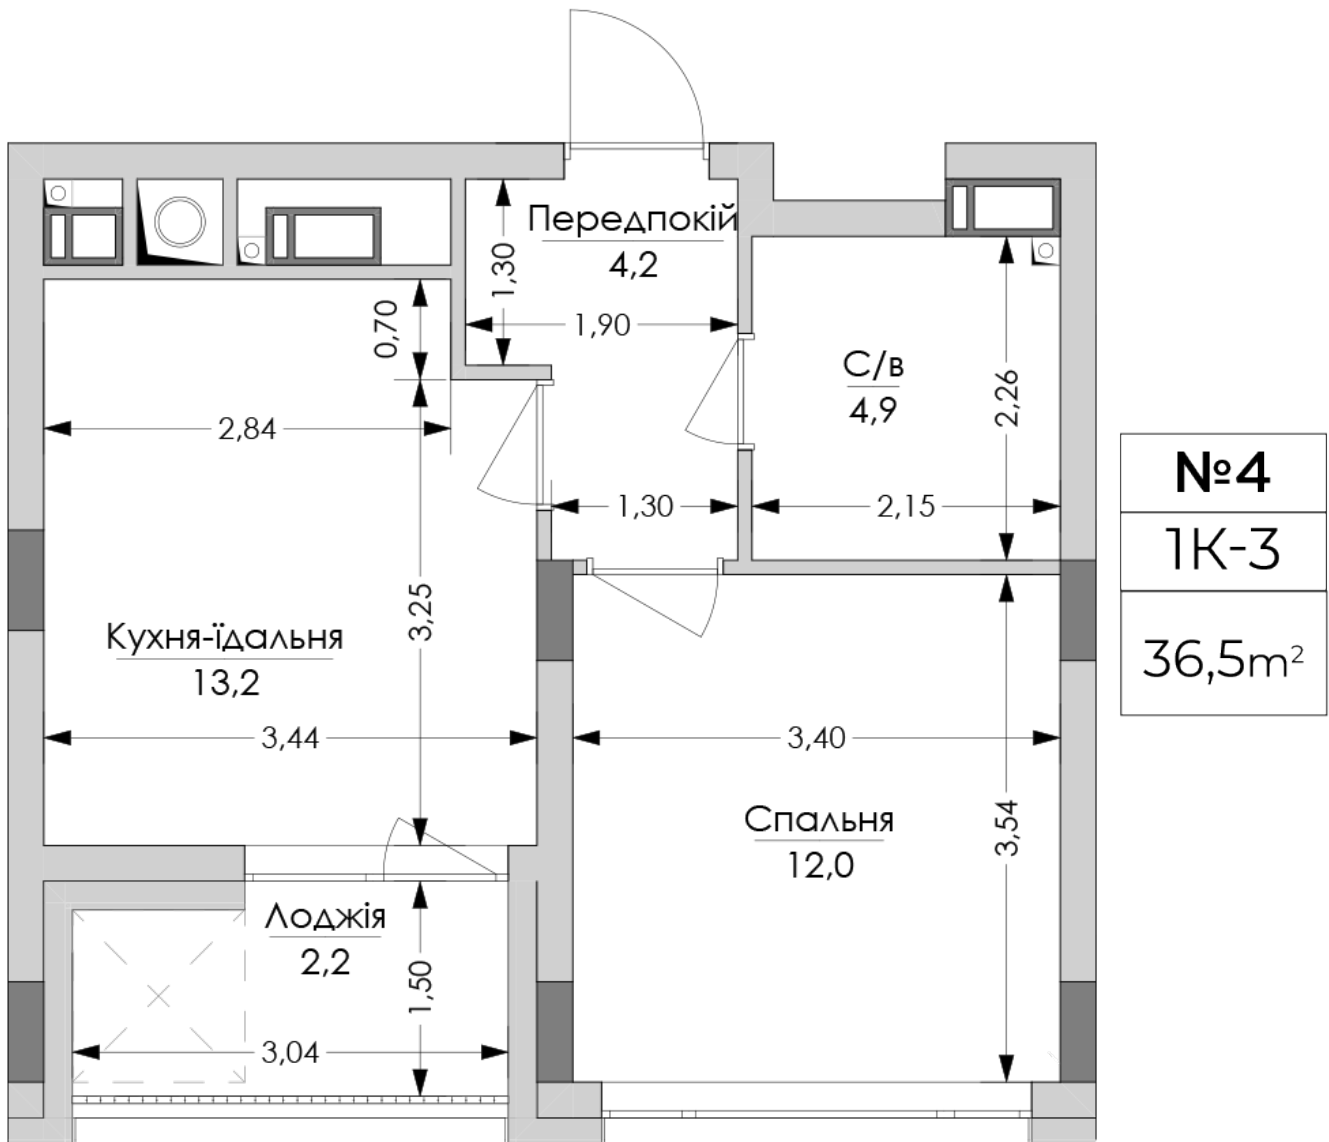 Передпокій
4,2
1,30
1,90
0,70
С/в
4,9
2,26
2,84
1,30
2,15
№4
1К-3
36,5m²
3,25
Кухня-їдальня
13,2
3,44
3,40
Спальня
12,0
3,54
Лоджія
2,2
1,50
3,04